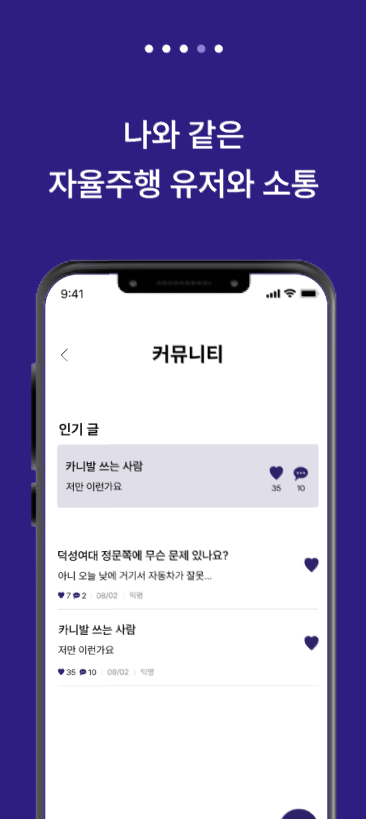 나와 같은
자율주행 유저와 소통
9:41
커뮤니티
인기 글
카니발 쓰는 사람
저만 이런가요
35 10
덕성여대 정문쪽에 무슨 문제 있나요?
아니 오늘 낮에 거기서 자동차가 잘못...
7 2 08/02 익명
카니발 쓰는 사람
저만 이런가요
35 10 08/02 익명